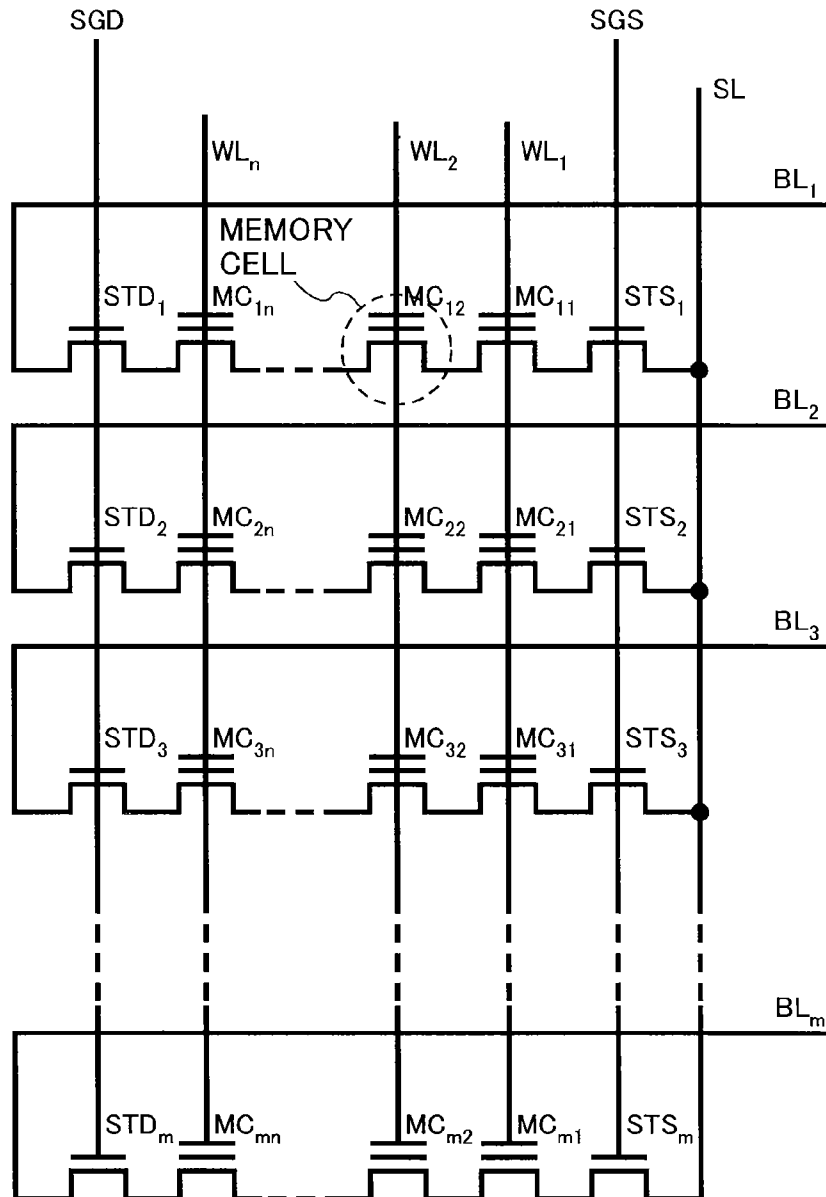 SGD SGS
SL
WLₙ WL₂ WL₁
BL₁
MEMORY
CELL
STD₁ MC₁ₙ MC₁₂ MC₁₁ STS₁
BL₂
STD₂ MC₂ₙ MC₂₂ MC₂₁ STS₂
BL₃
STD₃ MC₃ₙ MC₃₂ MC₃₁ STS₃
BLₘ
STDₘ MCₘₙ MCₘ₂ MCₘ₁ STSₘ